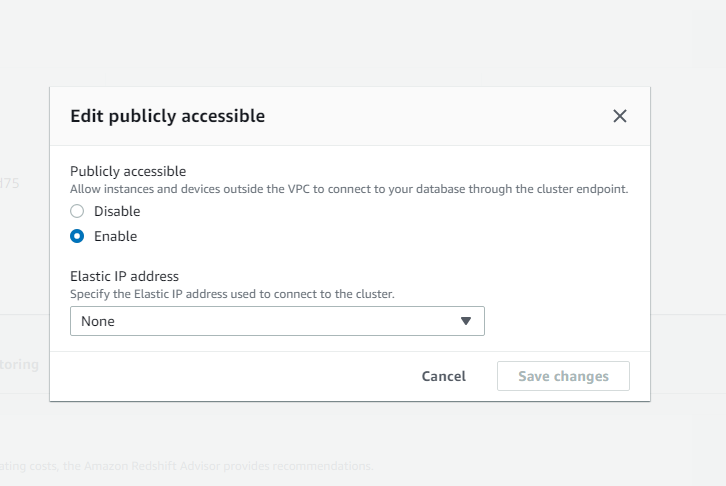 Edit publicly accessible
Publicly accessible
Allow instances and devices outside the VPC to connect to your database through the cluster endpoint.
Disable
Enable
Elastic IP address
Specify the Elastic IP address used to connect to the cluster.
None
Cancel
Save changes
toring
ating costs, the Amazon Redshift Advisor provides recommendations.